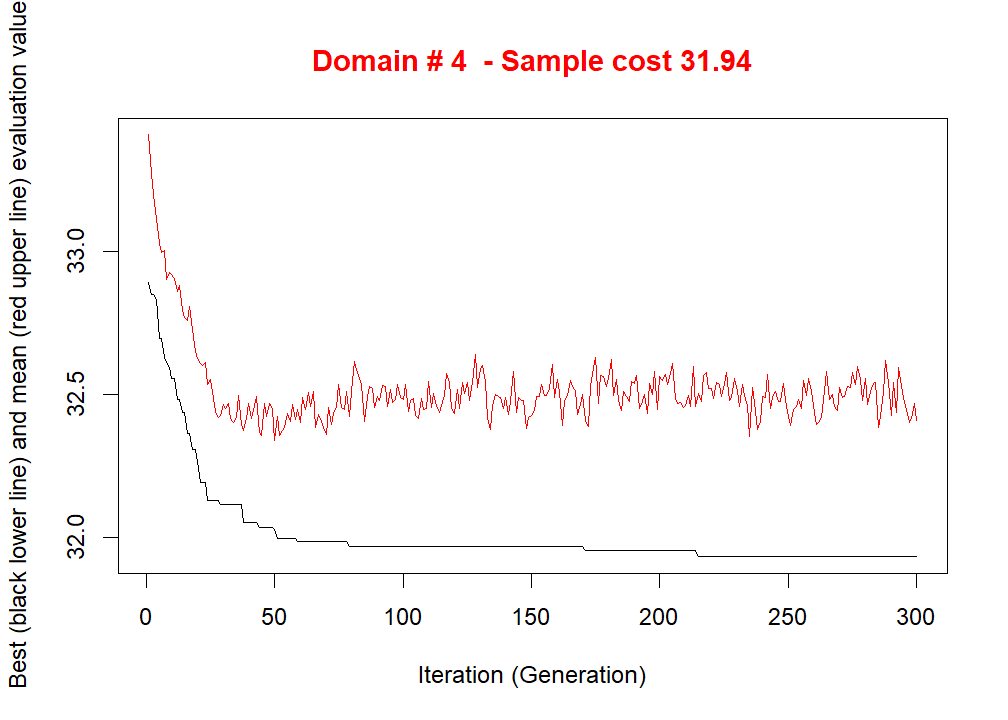 Domain # 4  - Sample cost 31.94
Best (black lower line) and mean (red upper line) evaluation value
33.0
32.5
32.0
0 50 100 150 200 250 300
Iteration (Generation)